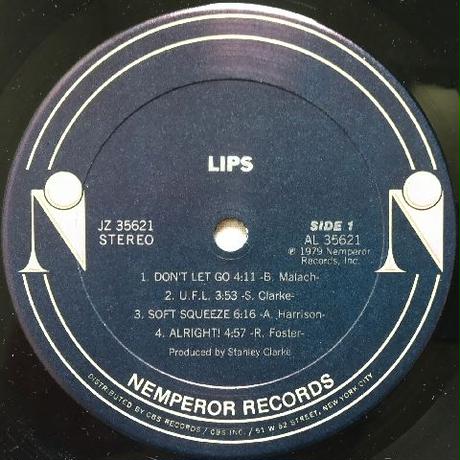 LIPS
JZ 35621
STEREO
SIDE 1
AL 35621
℗ 1979 Nemperor
Records, Inc.
1. DON'T LET GO 4:11 -B. Malach-
2. U.F.L. 3:53 -S. Clarke-
3. SOFT SQUEEZE 6:16 -A. Harrison-
4. ALRIGHT! 4:57 -R. Foster-
Produced by Stanley Clarke
NEMPEROR RECORDS
DISTRIBUTED BY CBS RECORDS / CBS INC. / 51 W 52 STREET, NEW YORK CITY